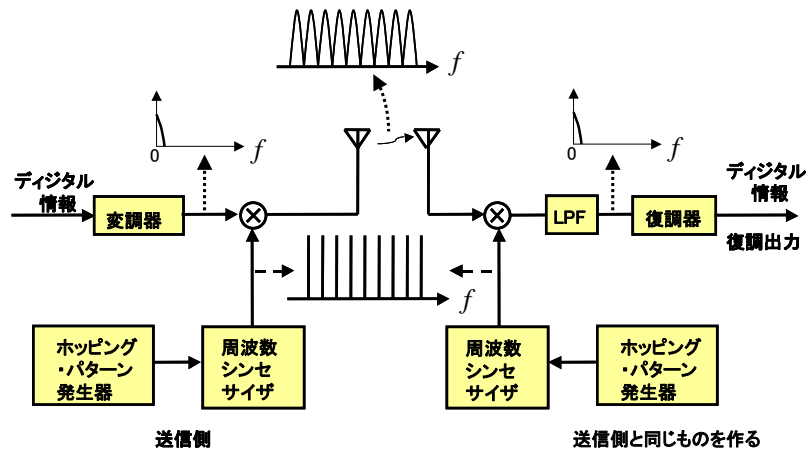 f
f
0
f
0
ディジタル
情報
変調器
LPF
復調器
ディジタル
情報
復調出力
f
ホッピング
・パターン
発生器
周波数
シンセ
サイザ
周波数
シンセ
サイザ
ホッピング
・パターン
発生器
送信側
送信側と同じものを作る